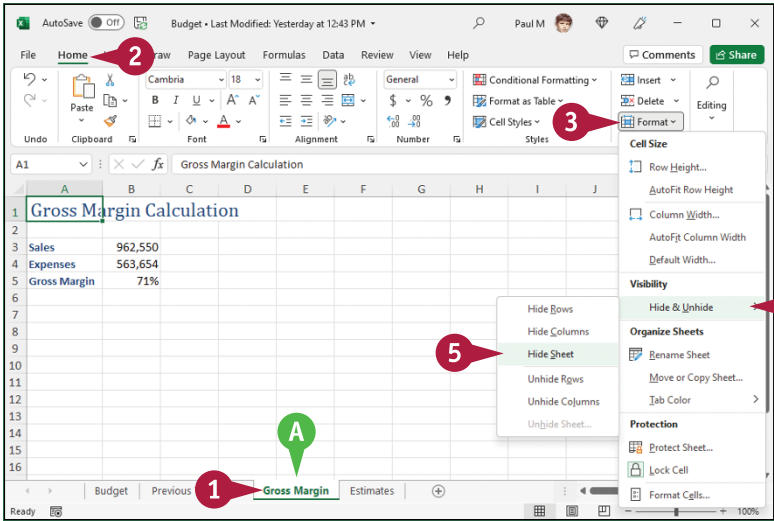 AutoSave Off Budget • Last Modified: Yesterday at 12:43 PM Paul M
File Home raw Page Layout Formulas Data Review View Help Comments Share
2
Paste
Cambria 18
B I U A A
A
General
$ % 9
Conditional Formatting
Format as Table
Cell Styles
Insert
Delete
Format
Editing
3
Undo Clipboard Font Alignment Number Styles
A1 fx Gross Margin Calculation
A B C D E F G H I J
1 Gross Margin Calculation
2
3 Sales 962,550
4 Expenses 563,654
5 Gross Margin 71%
6
7
8
9
10
11
12
13
14
15
16
Cell Size
Row Height...
AutoFit Row Height
Column Width...
AutoFit Column Width
Default Width...
Visibility
Hide & Unhide
Organize Sheets
Rename Sheet
Move or Copy Sheet...
Tab Color
Protection
Protect Sheet...
Lock Cell
Format Cells...
Hide Rows
Hide Columns
Hide Sheet
Unhide Rows
Unhide Columns
Unhide Sheet...
5
A
1
Budget Previous Gross Margin Estimates
Ready 100%